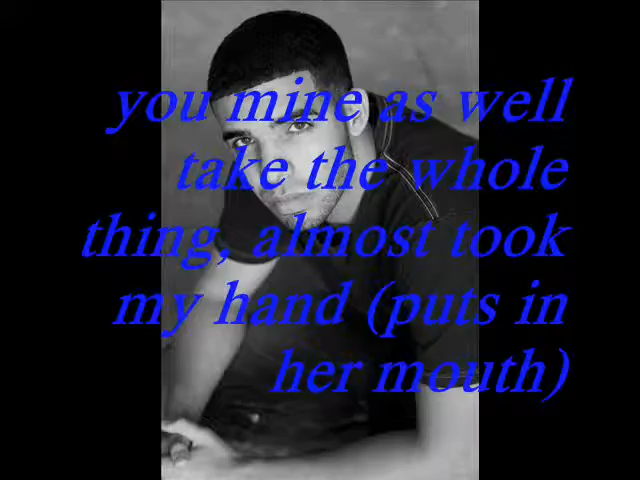 you mine as well
take the whole
thing, almost took
my hand (puts in
her mouth)